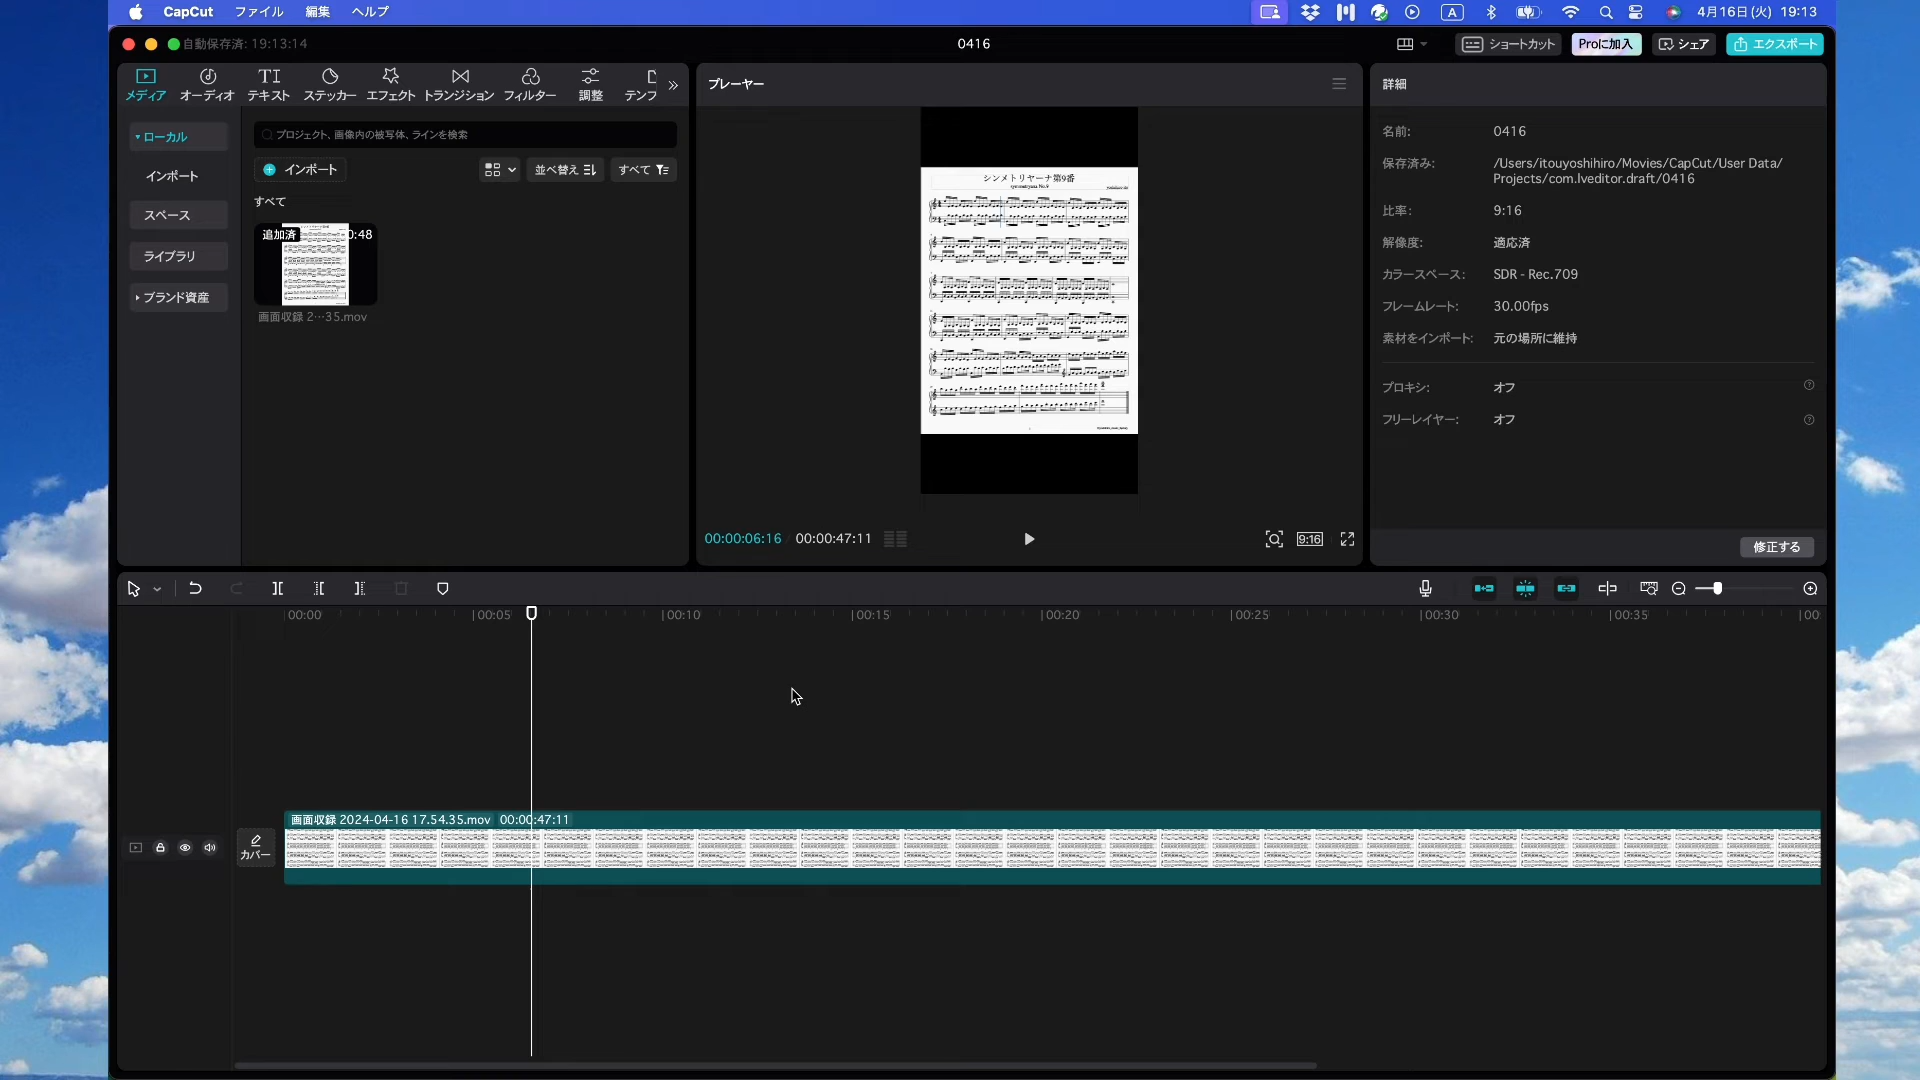 CapCut ファイル 編集 ヘルプ
A
4月16日(火) 19:13
自動保存済: 19:13:14
0416
ショートカット
Proに加入
シェア
エクスポート
メディア
オーディオ
TI
テキスト
ステッカー
エフェクト
トランジション
フィルター
調整
テンプ
ローカル
インポート
スペース
ライブラリ
ブランド資産
プロジェクト、画像内の被写体、ラインを検索
インポート
並べ替え
すべて
すべて
追加済
0:48
画面収録 2…35.mov
プレーヤー
シンメトリヤーナ第9番
symmetryana No.9
00:00:06:16 00:00:47:11
9:16
詳細
名前: 0416
保存済み: /Users/itouyoshihiro/Movies/CapCut/User Data/
Projects/com.lveditor.draft/0416
比率: 9:16
解像度: 適応済
カラースペース: SDR - Rec.709
フレームレート: 30.00fps
素材をインポート: 元の場所に維持
プロキシ: オフ
フリーレイヤー: オフ
修正する
00:00
00:05
00:10
00:15
00:20
00:25
00:30
00:35
00
画面収録 2024-04-16 17.54.35.mov 00:00:47:11
カバー